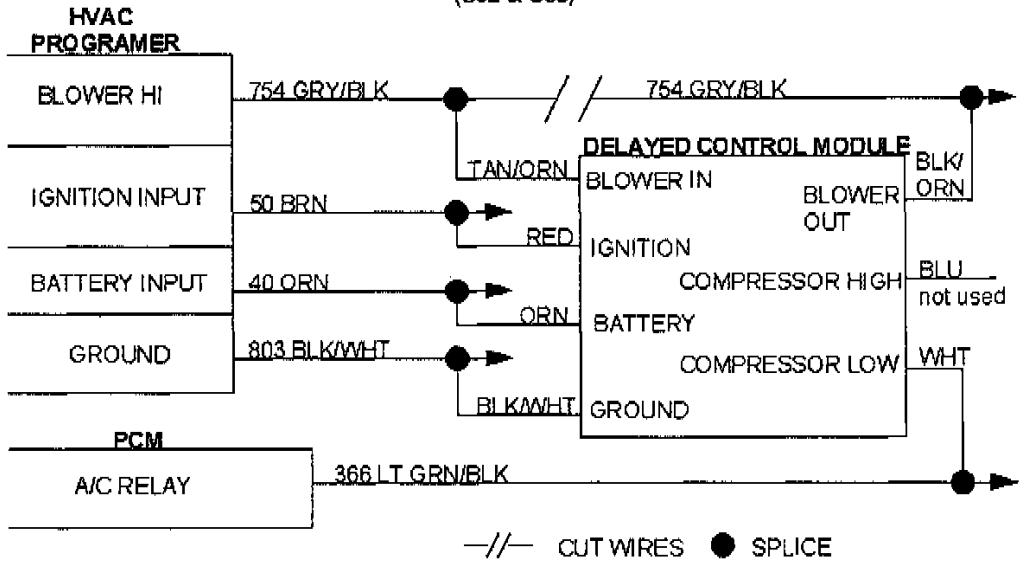 HVAC
PROGRAMER
BLOWER HI
754 GRY/BLK
754 GRY/BLK
DELAYED CONTROL MODULE
TAN/ORN
BLOWER IN
BLOWER
OUT
BLK/
ORN
IGNITION INPUT
50 BRN
RED
IGNITION
COMPRESSOR HIGH
BLU
not used
BATTERY INPUT
40 ORN
ORN
BATTERY
GROUND
803 BLK/WHT
COMPRESSOR LOW
WHT
BLK/WHT
GROUND
PCM
A/C RELAY
366 LT GRN/BLK
CUT WIRES
SPLICE